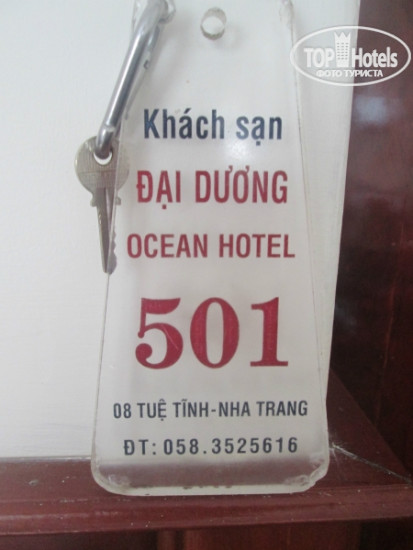 TOPHotels
ФОТО ТУРИСТА
Khách sạn
ĐẠI DƯƠNG
OCEAN HOTEL
501
08 TUỆ TĨNH-NHA TRANG
ĐT: 058.3525616